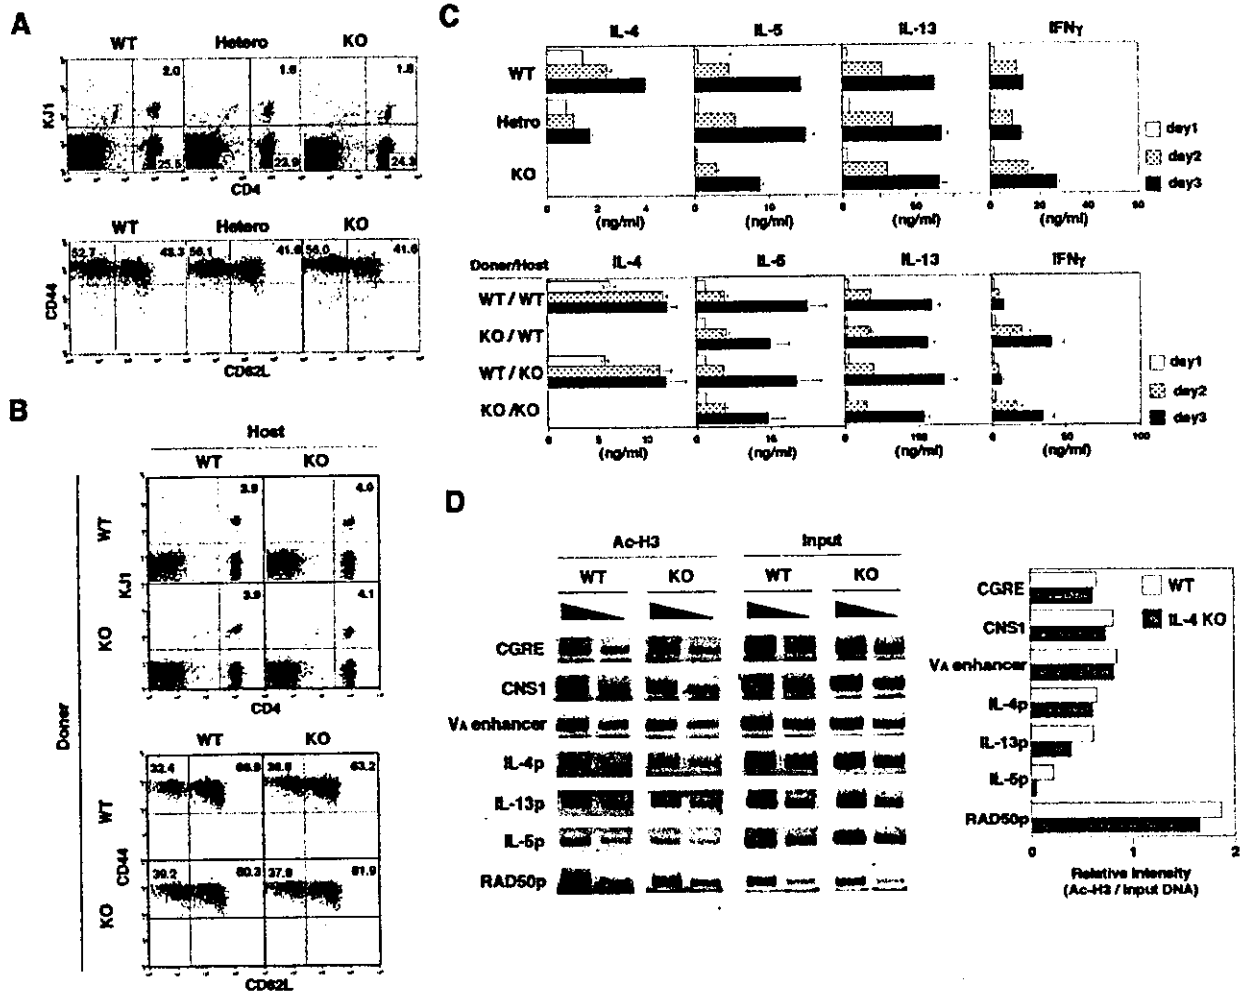 A
WT Hetero KO
2.0 1.6 1.8
KJ1
25.5 23.9 24.3
CD4
WT Hetero KO
52.7 43.3 56.1 41.6 56.0 41.6
CD44
CD62L
B
Host
WT KO
3.9 4.0
WT
KJ1
3.9 4.1
KO
CD4
Doner
WT KO
32.4 36.6 63.2
WT
CD44
39.2 60.3 37.9 61.9
KO
CD62L
C
IL-4 IL-5 IL-13 IFNγ
WT
Hetro
KO
day1
day2
day3
0 2 4 0 10 0 50 0 20 40 60
(ng/ml) (ng/ml) (ng/ml) (ng/ml)
Doner/Host IL-4 IL-5 IL-13 IFNγ
WT / WT
KO / WT
WT / KO
KO /KO
day1
day2
day3
0 5 10 0 0 0 50 100
(ng/ml) (ng/ml) (ng/ml) (ng/ml)
D
Ac-H3 Input
WT KO WT KO
CGRE
CNS1
VA enhancer
IL-4p
IL-13p
IL-5p
RAD50p
WT
IL-4 KO
CGRE
CNS1
VA enhancer
IL-4p
IL-13p
IL-5p
RAD50p
0 1 2
Relative Intensity
(Ac-H3 / Input DNA)